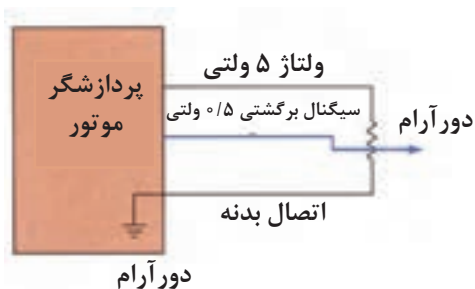 ولتاژ ۵ ولتی
پردازشگر
موتور
سیگنال برگشتی ۰/۵ ولتی
دورآرام
اتصال بدنه
دورآرام